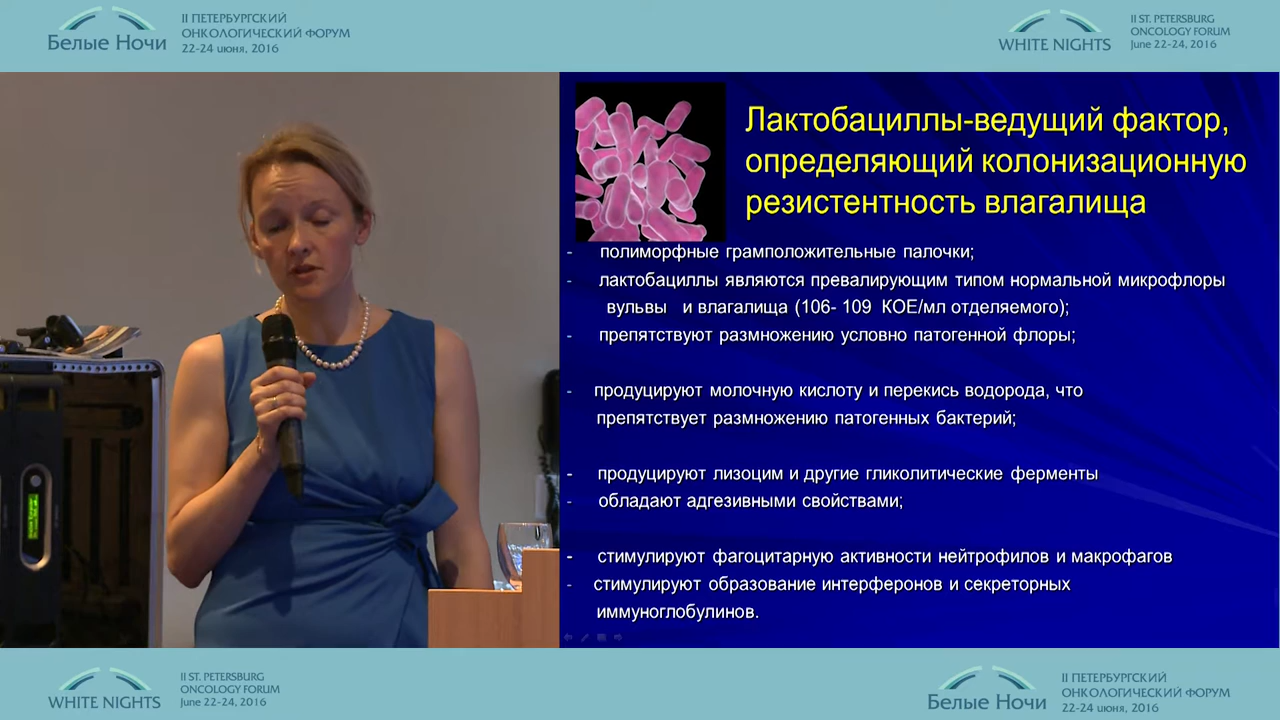 Белые Ночи
II ПЕТЕРБУРГСКИЙ
ОНКОЛОГИЧЕСКИЙ ФОРУМ
22-24 июня, 2016
WHITE NIGHTS
II ST. PETERSBURG
ONCOLOGY FORUM
June 22-24, 2016
Лактобациллы-ведущий фактор,
определяющий колонизационную
резистентность влагалища
- полиморфные грамположительные палочки;
- лактобациллы являются превалирующим типом нормальной микрофлоры
вульвы и влагалища (106- 109 КОЕ/мл отделяемого);
- препятствуют размножению условно патогенной флоры;
- продуцируют молочную кислоту и перекись водорода, что
препятствует размножению патогенных бактерий;
- продуцируют лизоцим и другие гликолитические ферменты
- обладают адгезивными свойствами;
- стимулируют фагоцитарную активности нейтрофилов и макрофагов
- стимулируют образование интерферонов и секреторных
иммуноглобулинов.
WHITE NIGHTS
II ST. PETERSBURG
ONCOLOGY FORUM
June 22-24, 2016
Белые Ночи
II ПЕТЕРБУРГСКИЙ
ОНКОЛОГИЧЕСКИЙ ФОРУМ
22-24 июня, 2016